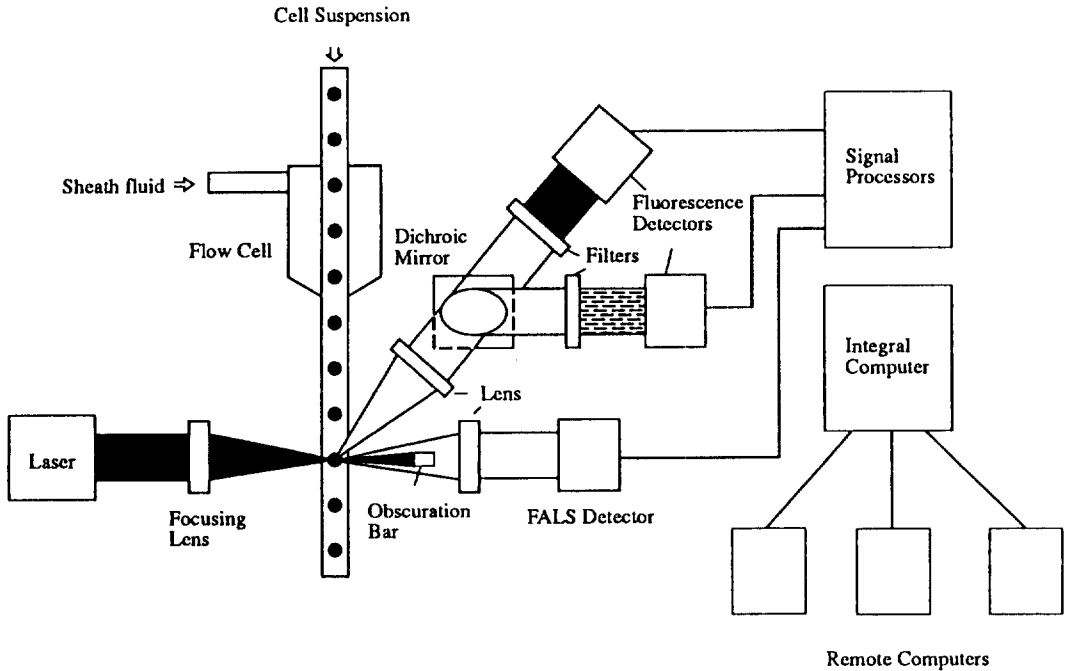 Cell Suspension
Sheath fluid
Flow Cell
Dichroic
Mirror
Fluorescence
Detectors
Filters
Signal
Processors
Integral
Computer
Lens
Laser
Focusing
Lens
Obscuration
Bar
FALS Detector
Remote Computers